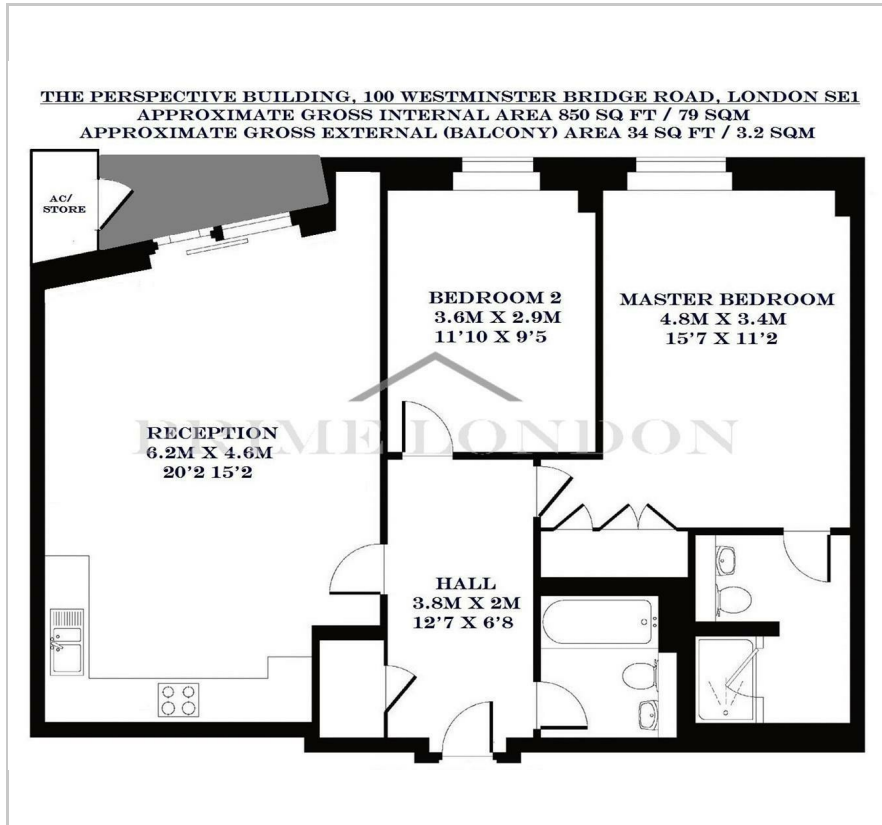 THE PERSPECTIVE BUILDING, 100 WESTMINSTER BRIDGE ROAD, LONDON SE1
APPROXIMATE GROSS INTERNAL AREA 850 SQ FT / 79 SQM
APPROXIMATE GROSS EXTERNAL (BALCONY) AREA 34 SQ FT / 3.2 SQM
AC/
STORE
BEDROOM 2
3.6M X 2.9M
11'10 X 9'5
MASTER BEDROOM
4.8M X 3.4M
15'7 X 11'2
PRIME LONDON
RECEPTION
6.2M X 4.6M
20'2 15'2
HALL
3.8M X 2M
12'7 X 6'8